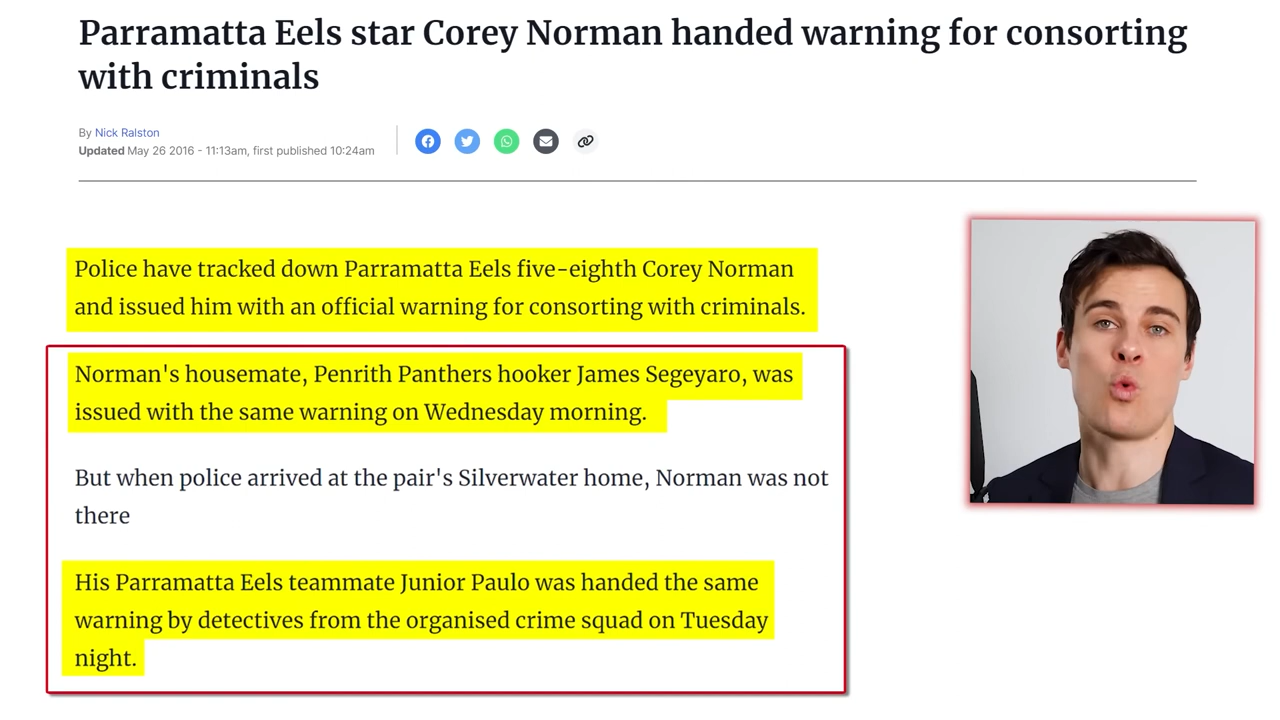 Parramatta Eels star Corey Norman handed warning for consorting
with criminals
By Nick Ralston
Updated May 26 2016 - 11:13am, first published 10:24am
Police have tracked down Parramatta Eels five-eighth Corey Norman
and issued him with an official warning for consorting with criminals.
Norman's housemate, Penrith Panthers hooker James Segeyaro, was
issued with the same warning on Wednesday morning.
But when police arrived at the pair's Silverwater home, Norman was not
there
His Parramatta Eels teammate Junior Paulo was handed the same
warning by detectives from the organised crime squad on Tuesday
night.